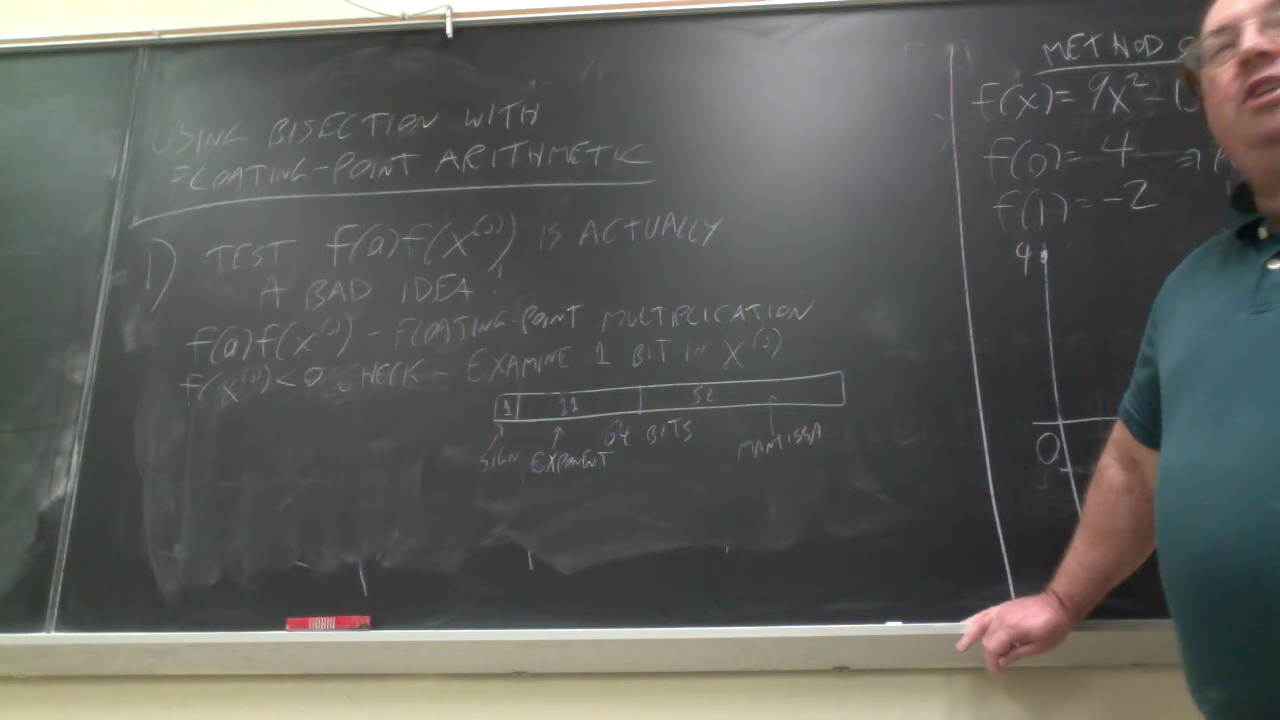 USING BISECTION WITH
FLOATING-POINT ARITHMETIC
1) TEST f(a)f(x⁽¹⁾) IS ACTUALLY
A BAD IDEA!
f(a)f(x⁽¹⁾) - FLOATING-POINT MULTIPLICATION
f(x⁽¹⁾)<0 CHECK - EXAMINE 1 BIT IN X⁽¹⁾
1 11 52
64 BITS
SIGN EXPONENT MANTISSA
METHOD
f(x)= 9x² -
f(0)= 4 ⇒
f(1)= -2
4
0